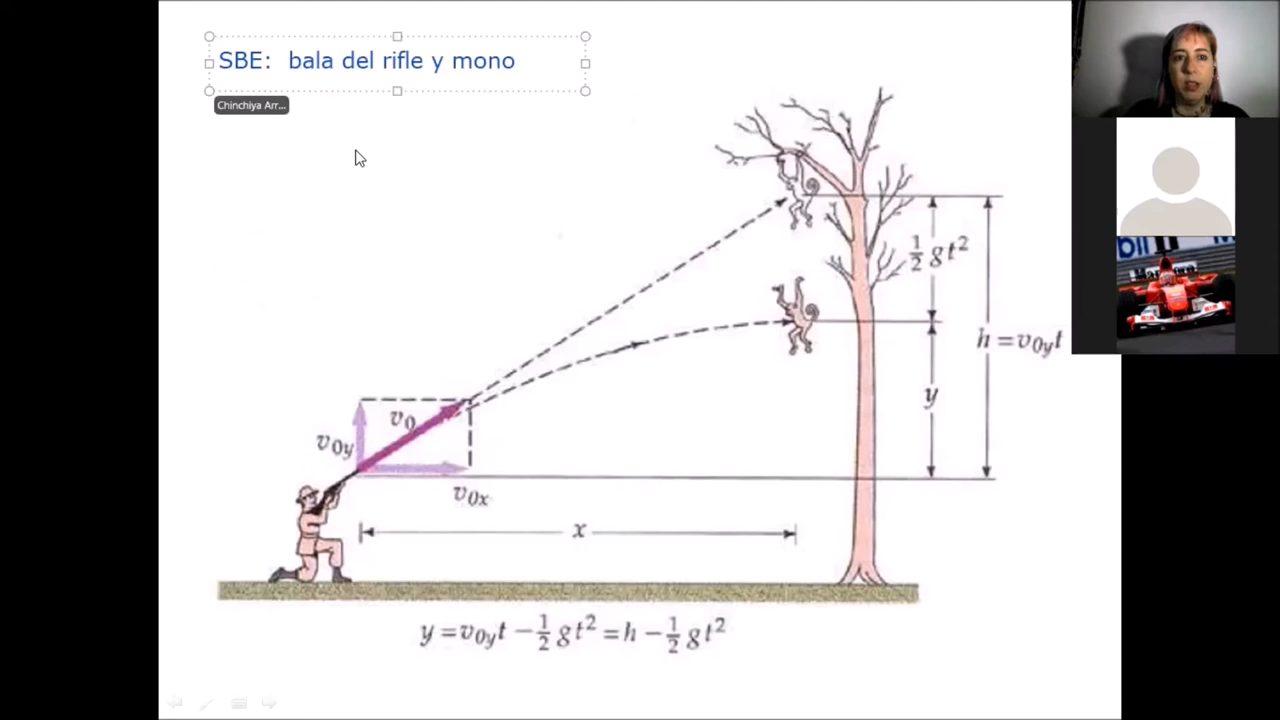 SBE: bala del rifle y mono
Chinchiya Arr...
½ gt²
h = v₀yt
y
v₀
v₀y
v₀x
x
y = v₀yt − ½ gt² = h − ½ gt²